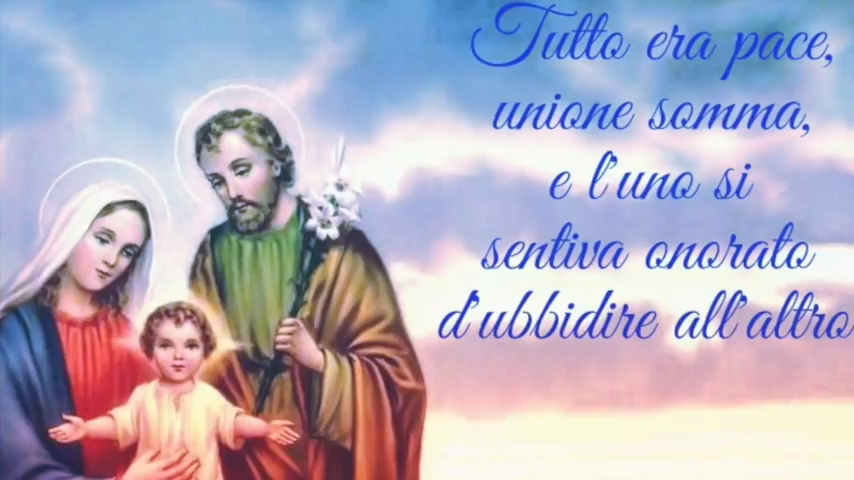 Tutto era pace,
unione somma,
e l'uno si
sentiva onorato
d'ubbidire all'altro